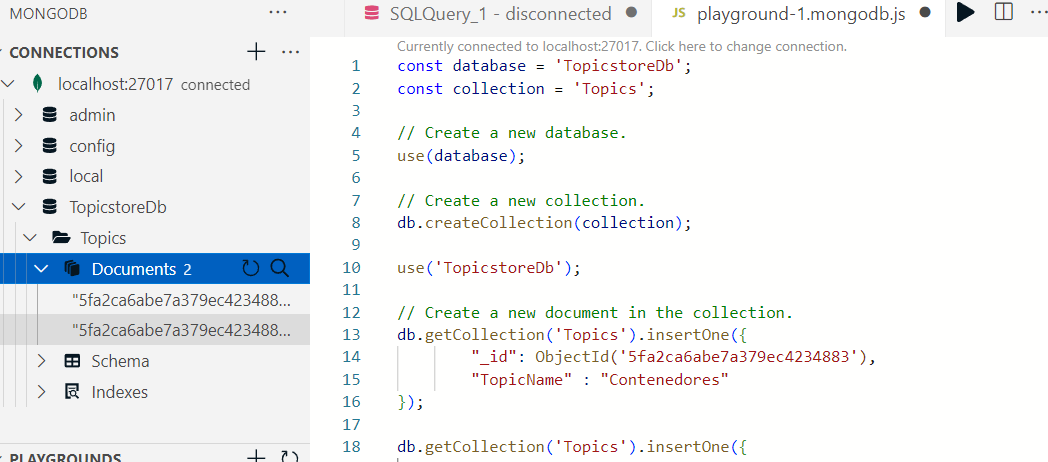 MONGODB ...
SQLQuery_1 - disconnected
JS playground-1.mongodb.js
CONNECTIONS
localhost:27017 connected
admin
config
local
TopicstoreDb
Topics
Documents 2
"5fa2ca6abe7a379ec423488...
"5fa2ca6abe7a379ec423488...
Schema
Indexes
PLAYGROUNDS
Currently connected to localhost:27017. Click here to change connection.
1 const database = 'TopicstoreDb';
2 const collection = 'Topics';
3
4 // Create a new database.
5 use(database);
6
7 // Create a new collection.
8 db.createCollection(collection);
9
10 use('TopicstoreDb');
11
12 // Create a new document in the collection.
13 db.getCollection('Topics').insertOne({
14 "_id": ObjectId('5fa2ca6abe7a379ec4234883'),
15 "TopicName" : "Contenedores"
16 });
17
18 db.getCollection('Topics').insertOne({